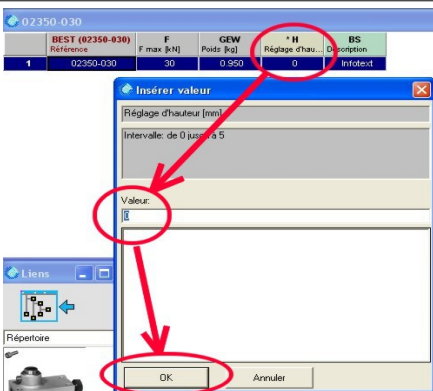 02350-030
BEST (02350-030) F GEW * H BS
Référence F max [kN] Poids [kg] Réglage d'hau... Description
1 02350-030 30 0.950 0 Infotext
Insérer valeur
Réglage d'hauteur [mm]
Intervalle: de 0 jusqu'à 5
Valeur:
0
Liens
Répertoire
OK Annuler